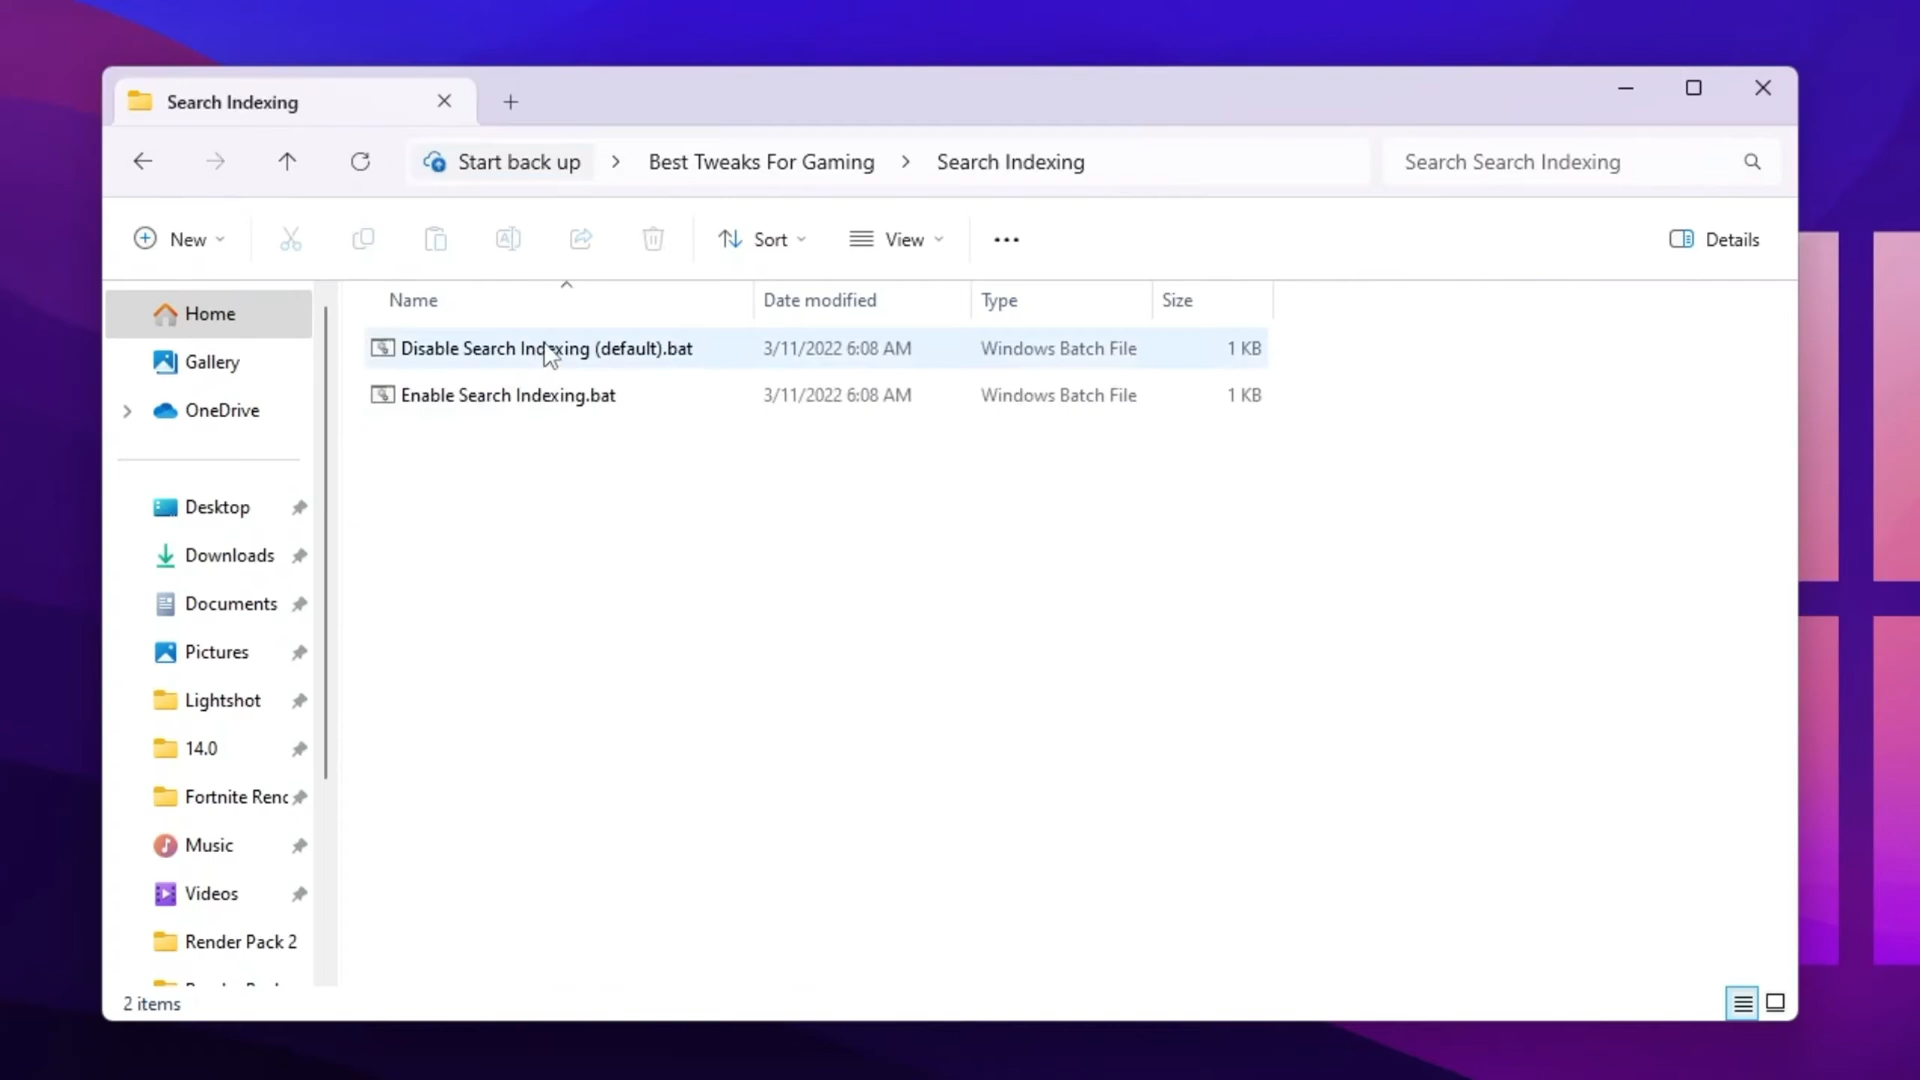 Search Indexing
Start back up > Best Tweaks For Gaming > Search Indexing
Search Search Indexing
New
Sort
View
Details
Name
Date modified
Type
Size
Disable Search Indexing (default).bat 3/11/2022 6:08 AM Windows Batch File 1 KB
Enable Search Indexing.bat 3/11/2022 6:08 AM Windows Batch File 1 KB
Home
Gallery
OneDrive
Desktop
Downloads
Documents
Pictures
Lightshot
14.0
Fortnite Renc
Music
Videos
Render Pack 2
2 items